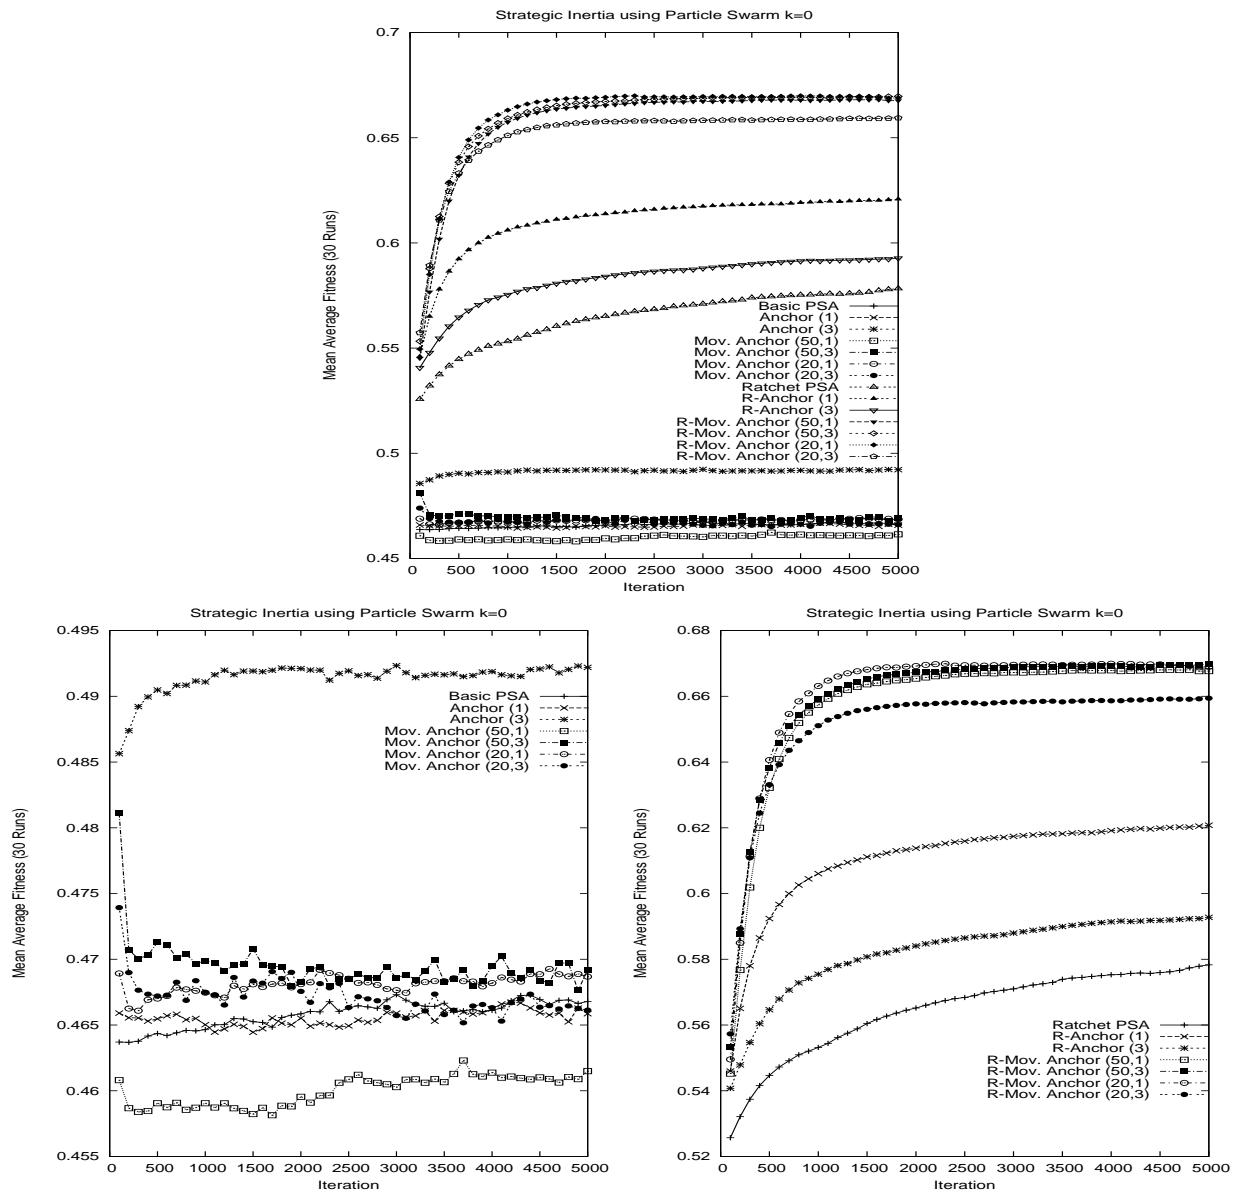 Strategic Inertia using Particle Swarm k=0
0.7
0.65
0.6
0.55
0.5
0.45
Mean Average Fitness (30 Runs)
Basic PSA
Anchor (1)
Anchor (3)
Mov. Anchor (50,1)
Mov. Anchor (50,3)
Mov. Anchor (20,1)
Mov. Anchor (20,3)
Ratchet PSA
R-Anchor (1)
R-Anchor (3)
R-Mov. Anchor (50,1)
R-Mov. Anchor (50,3)
R-Mov. Anchor (20,1)
R-Mov. Anchor (20,3)
0 500 1000 1500 2000 2500 3000 3500 4000 4500 5000
Iteration
Strategic Inertia using Particle Swarm k=0
0.495
0.49
0.485
0.48
0.475
0.47
0.465
0.46
0.455
Mean Average Fitness (30 Runs)
Basic PSA
Anchor (1)
Anchor (3)
Mov. Anchor (50,1)
Mov. Anchor (50,3)
Mov. Anchor (20,1)
Mov. Anchor (20,3)
0 500 1000 1500 2000 2500 3000 3500 4000 4500 5000
Iteration
Strategic Inertia using Particle Swarm k=0
0.68
0.66
0.64
0.62
0.6
0.58
0.56
0.54
0.52
Mean Average Fitness (30 Runs)
Ratchet PSA
R-Anchor (1)
R-Anchor (3)
R-Mov. Anchor (50,1)
R-Mov. Anchor (50,3)
R-Mov. Anchor (20,1)
R-Mov. Anchor (20,3)
0 500 1000 1500 2000 2500 3000 3500 4000 4500 5000
Iteration